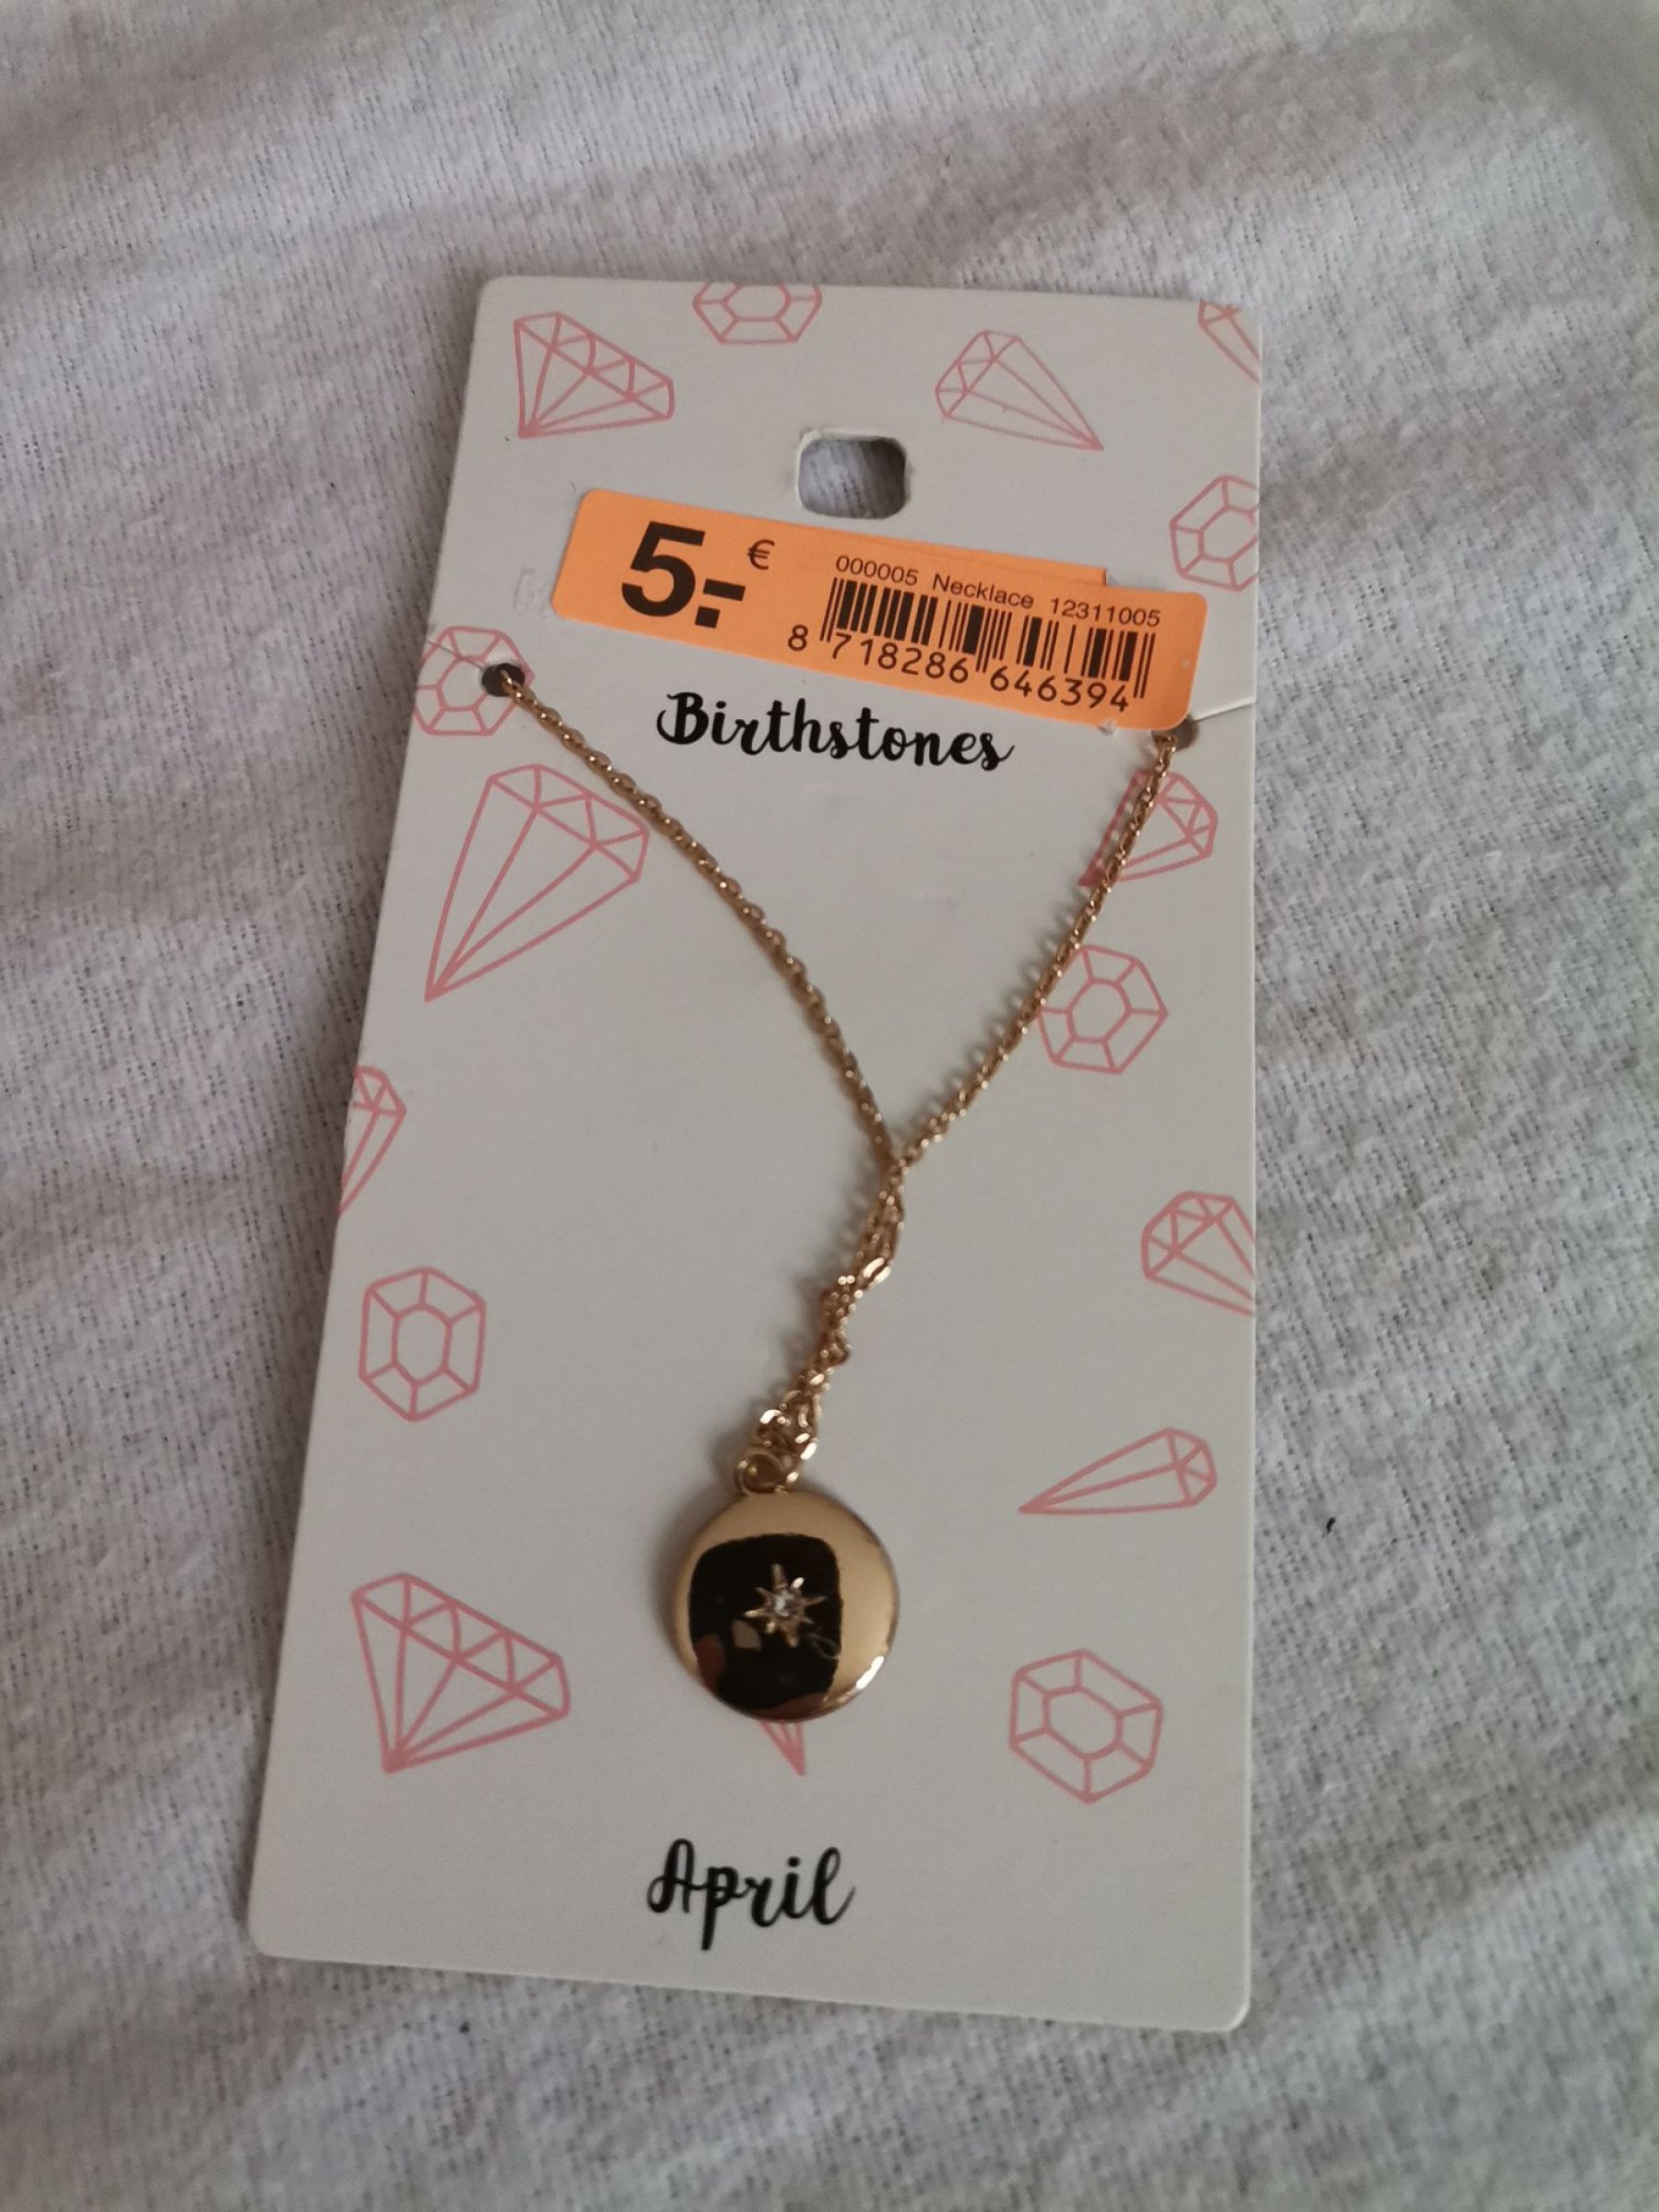 5.-€
000005 Necklace 12311005
8 718286 646394
Birthstones
April